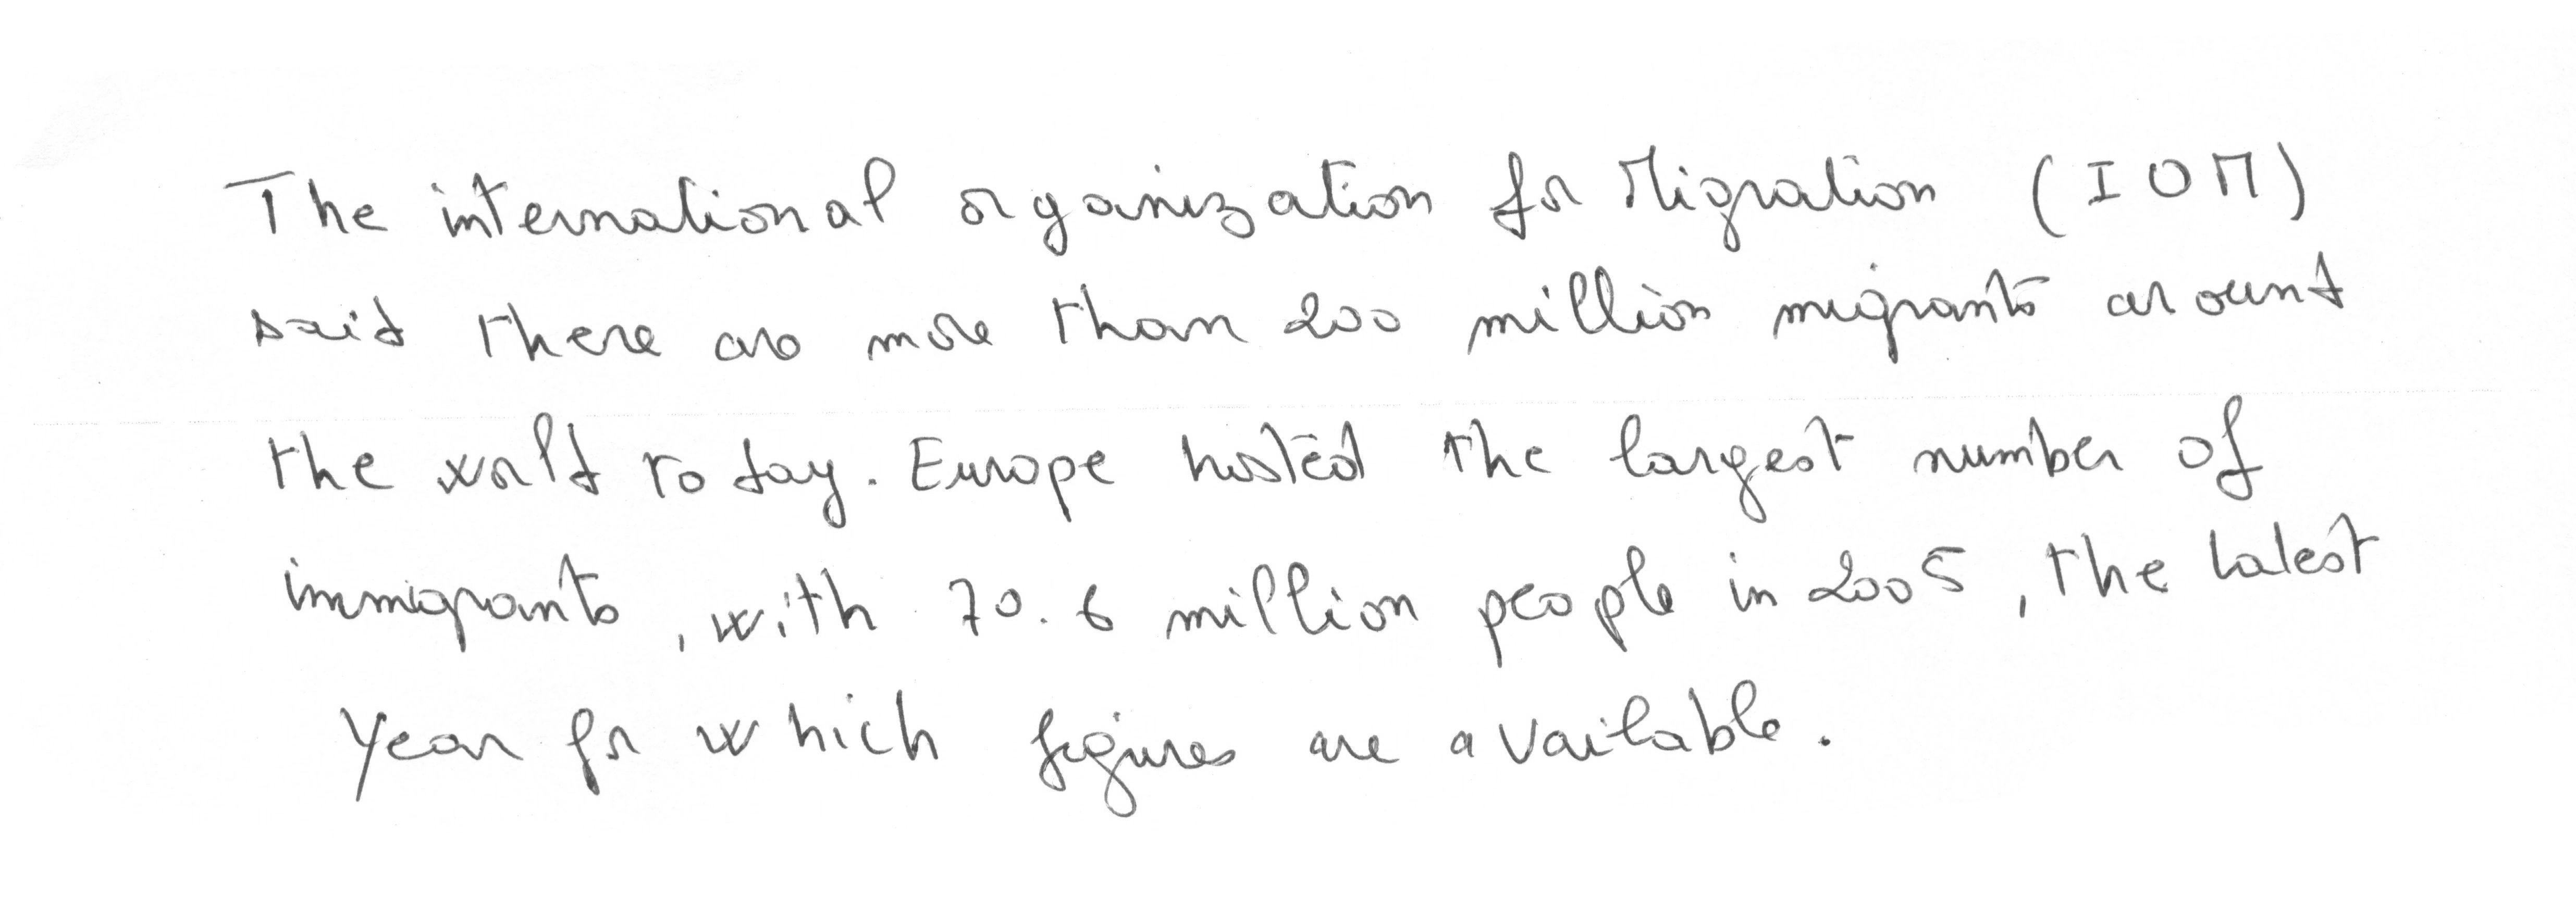 The international organization for Migration (IOM)
said there are more than 200 million migrants around
the world today. Europe hosted the largest number of
immigrants, with 70.6 million people in 2005, the latest
Year for which figures are available.